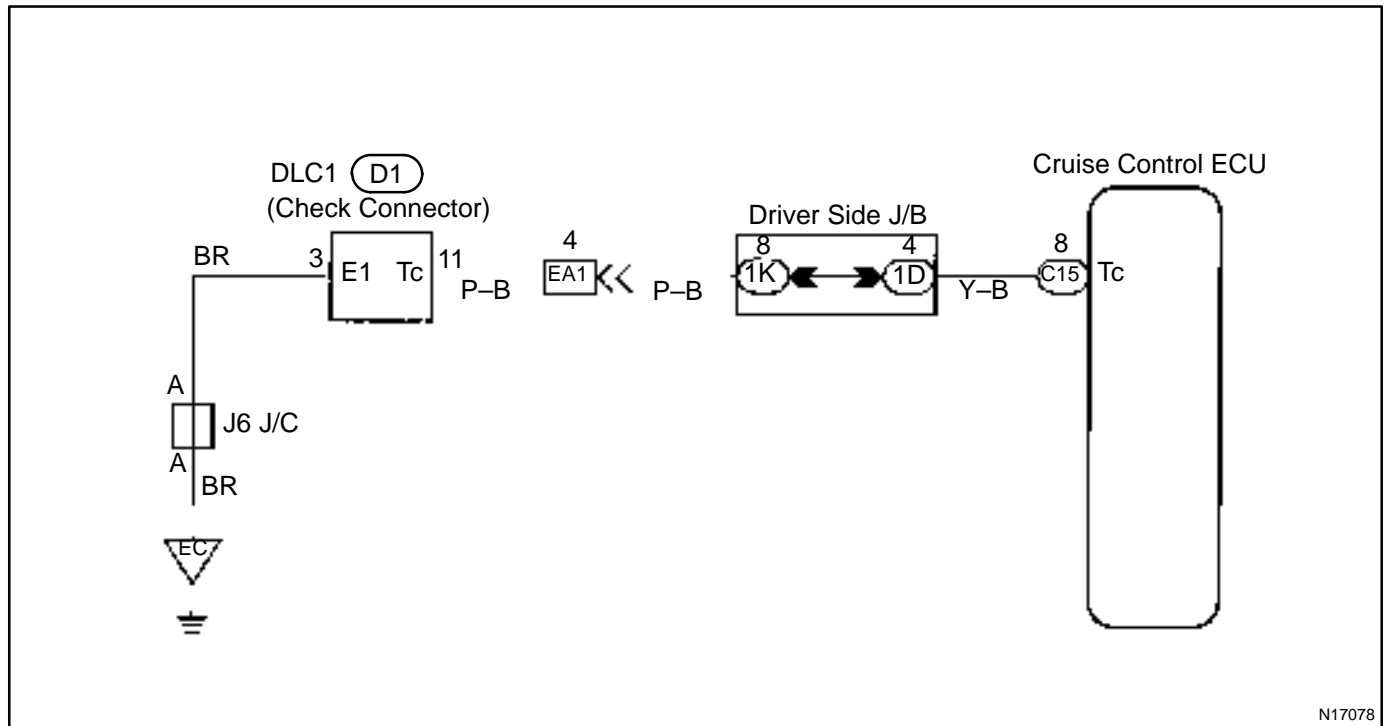 Cruise Control ECU
DLC1 D1
(Check Connector)
Driver Side J/B
BR
3
E1
Tc
11
P–B
4
EA1
P–B
8
1K
4
1D
Y–B
8
C15
Tc
A
J6 J/C
A
BR
EC
N17078